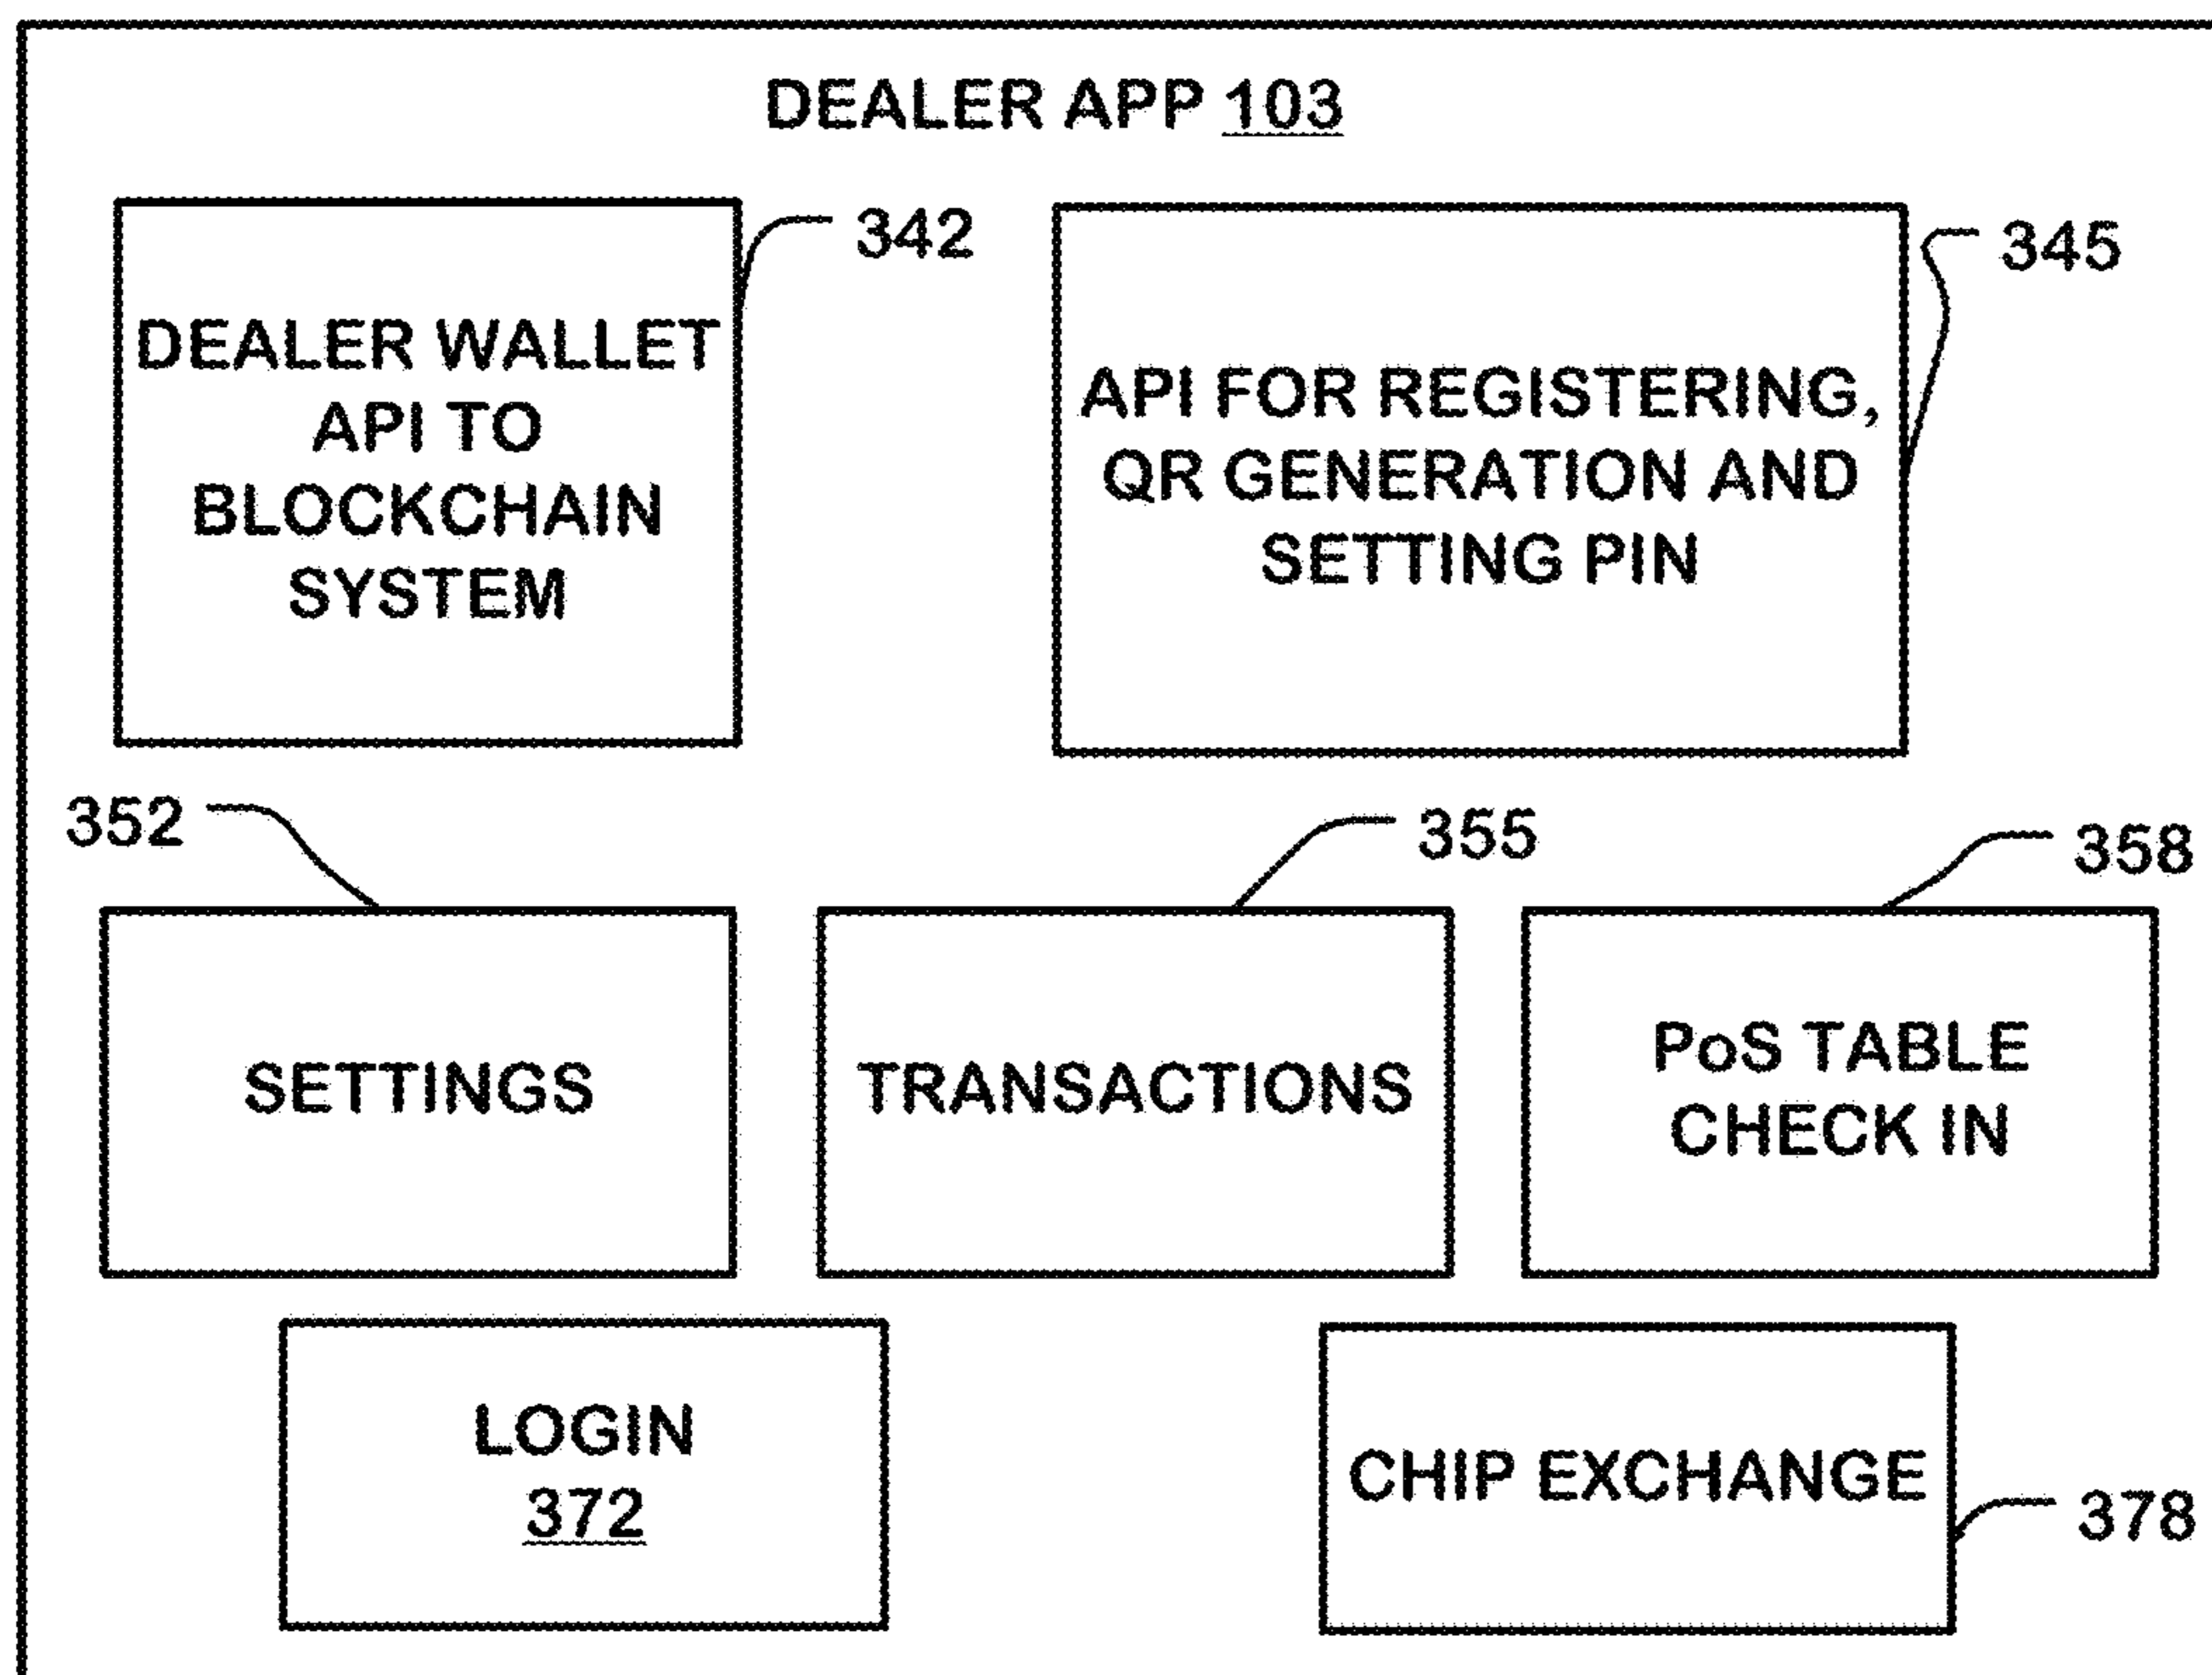 DEALER APP 103
342
345
DEALER WALLET
API TO
BLOCKCHAIN
SYSTEM
API FOR REGISTERING,
QR GENERATION AND
SETTING PIN
352
355
358
SETTINGS
TRANSACTIONS
PoS TABLE
CHECK IN
LOGIN
372
CHIP EXCHANGE
378